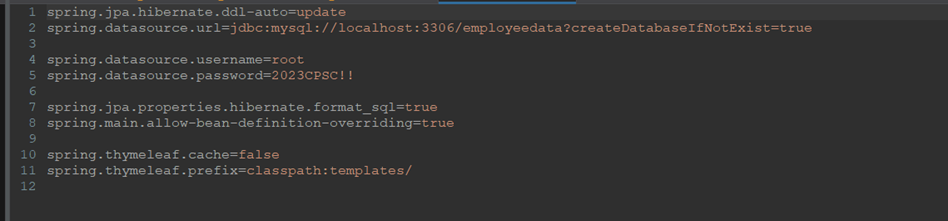 1 spring.jpa.hibernate.ddl-auto=update
2 spring.datasource.url=jdbc:mysql://localhost:3306/employeedata?createDatabaseIfNotExist=true
3
4 spring.datasource.username=root
5 spring.datasource.password=2023CPSC!!
6
7 spring.jpa.properties.hibernate.format_sql=true
8 spring.main.allow-bean-definition-overriding=true
9
10 spring.thymeleaf.cache=false
11 spring.thymeleaf.prefix=classpath:templates/
12